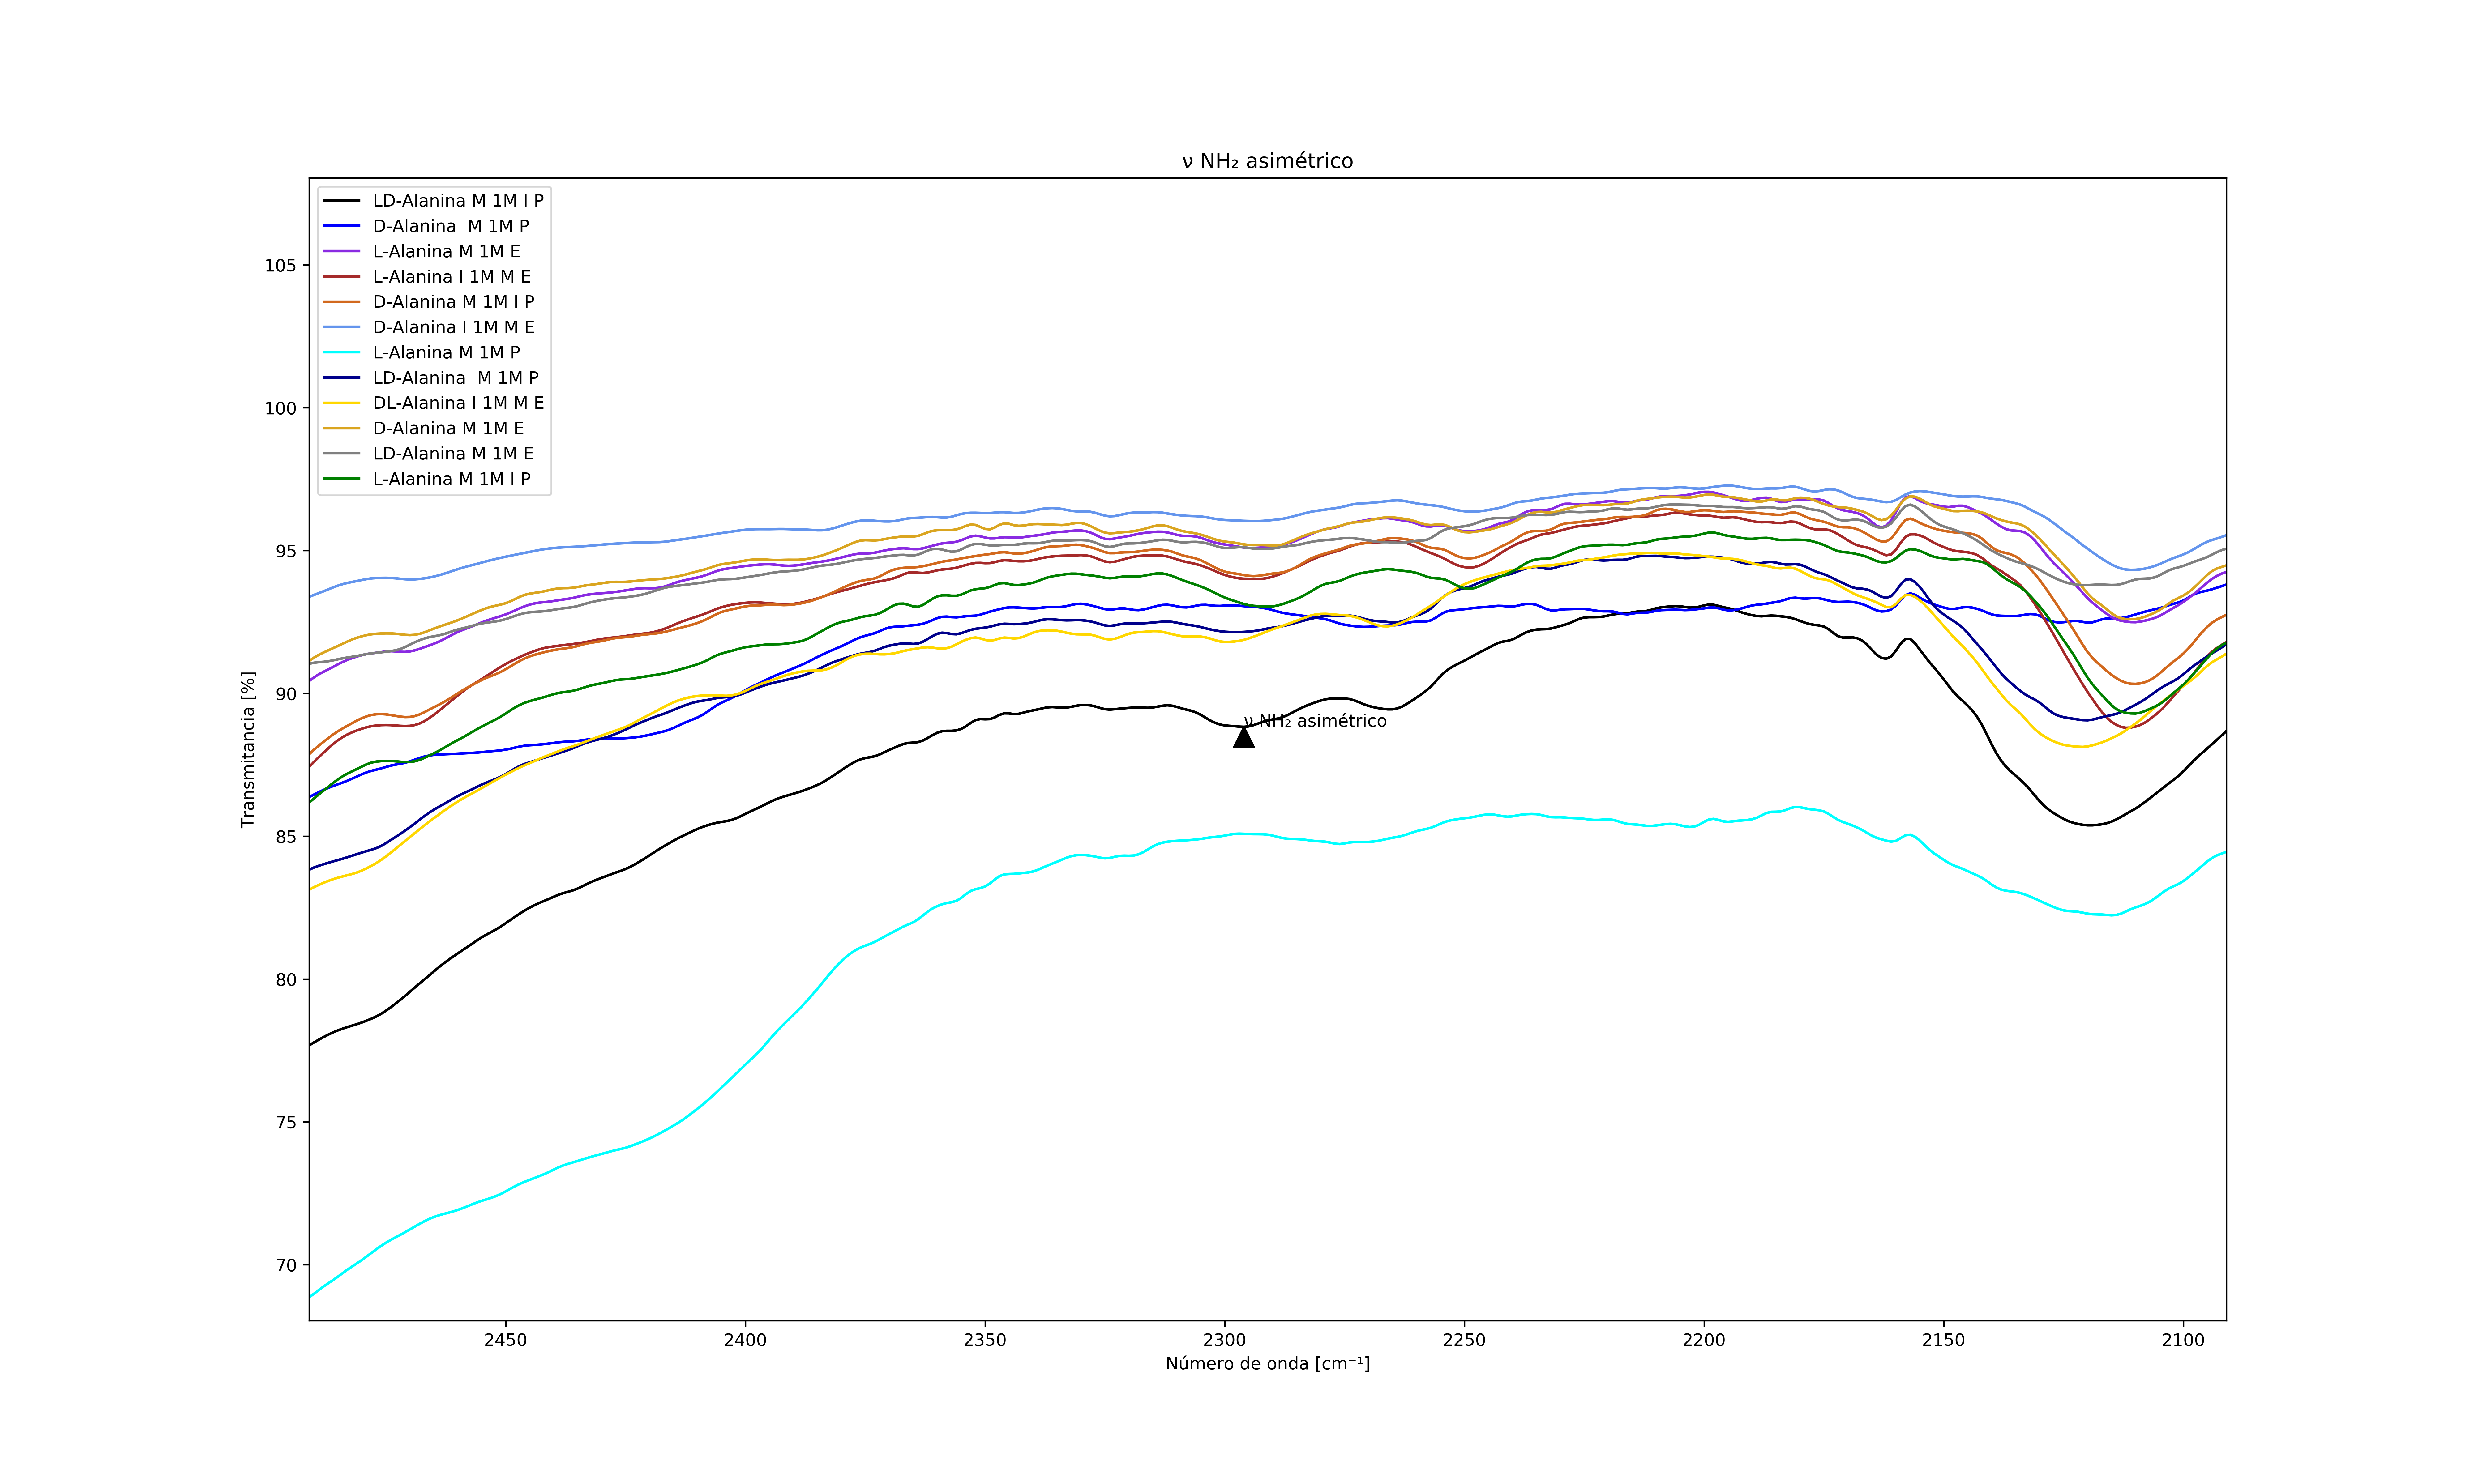 ν NH₂ asimétrico
LD-Alanina M 1M I P
D-Alanina  M 1M P
L-Alanina M 1M E
L-Alanina I 1M M E
D-Alanina M 1M I P
D-Alanina I 1M M E
L-Alanina M 1M P
LD-Alanina  M 1M P
DL-Alanina I 1M M E
D-Alanina M 1M E
LD-Alanina M 1M E
L-Alanina M 1M I P
105
100
95
90
85
80
75
70
Transmitancia [%]
ν NH₂ asimétrico
2450 2400 2350 2300 2250 2200 2150 2100
Número de onda [cm⁻¹]